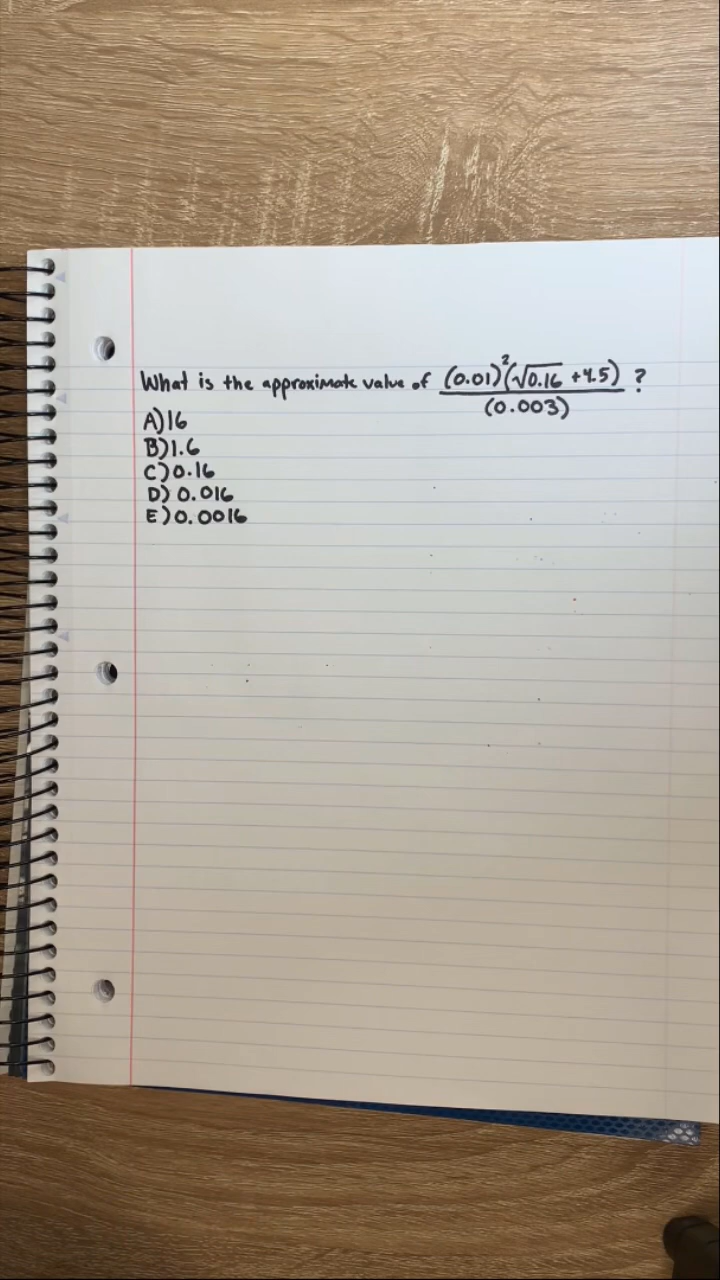 What is the approximate value of (0.01)²(√0.16 + 4.5) / (0.003) ?
A) 16
B) 1.6
C) 0.16
D) 0.016
E) 0.0016